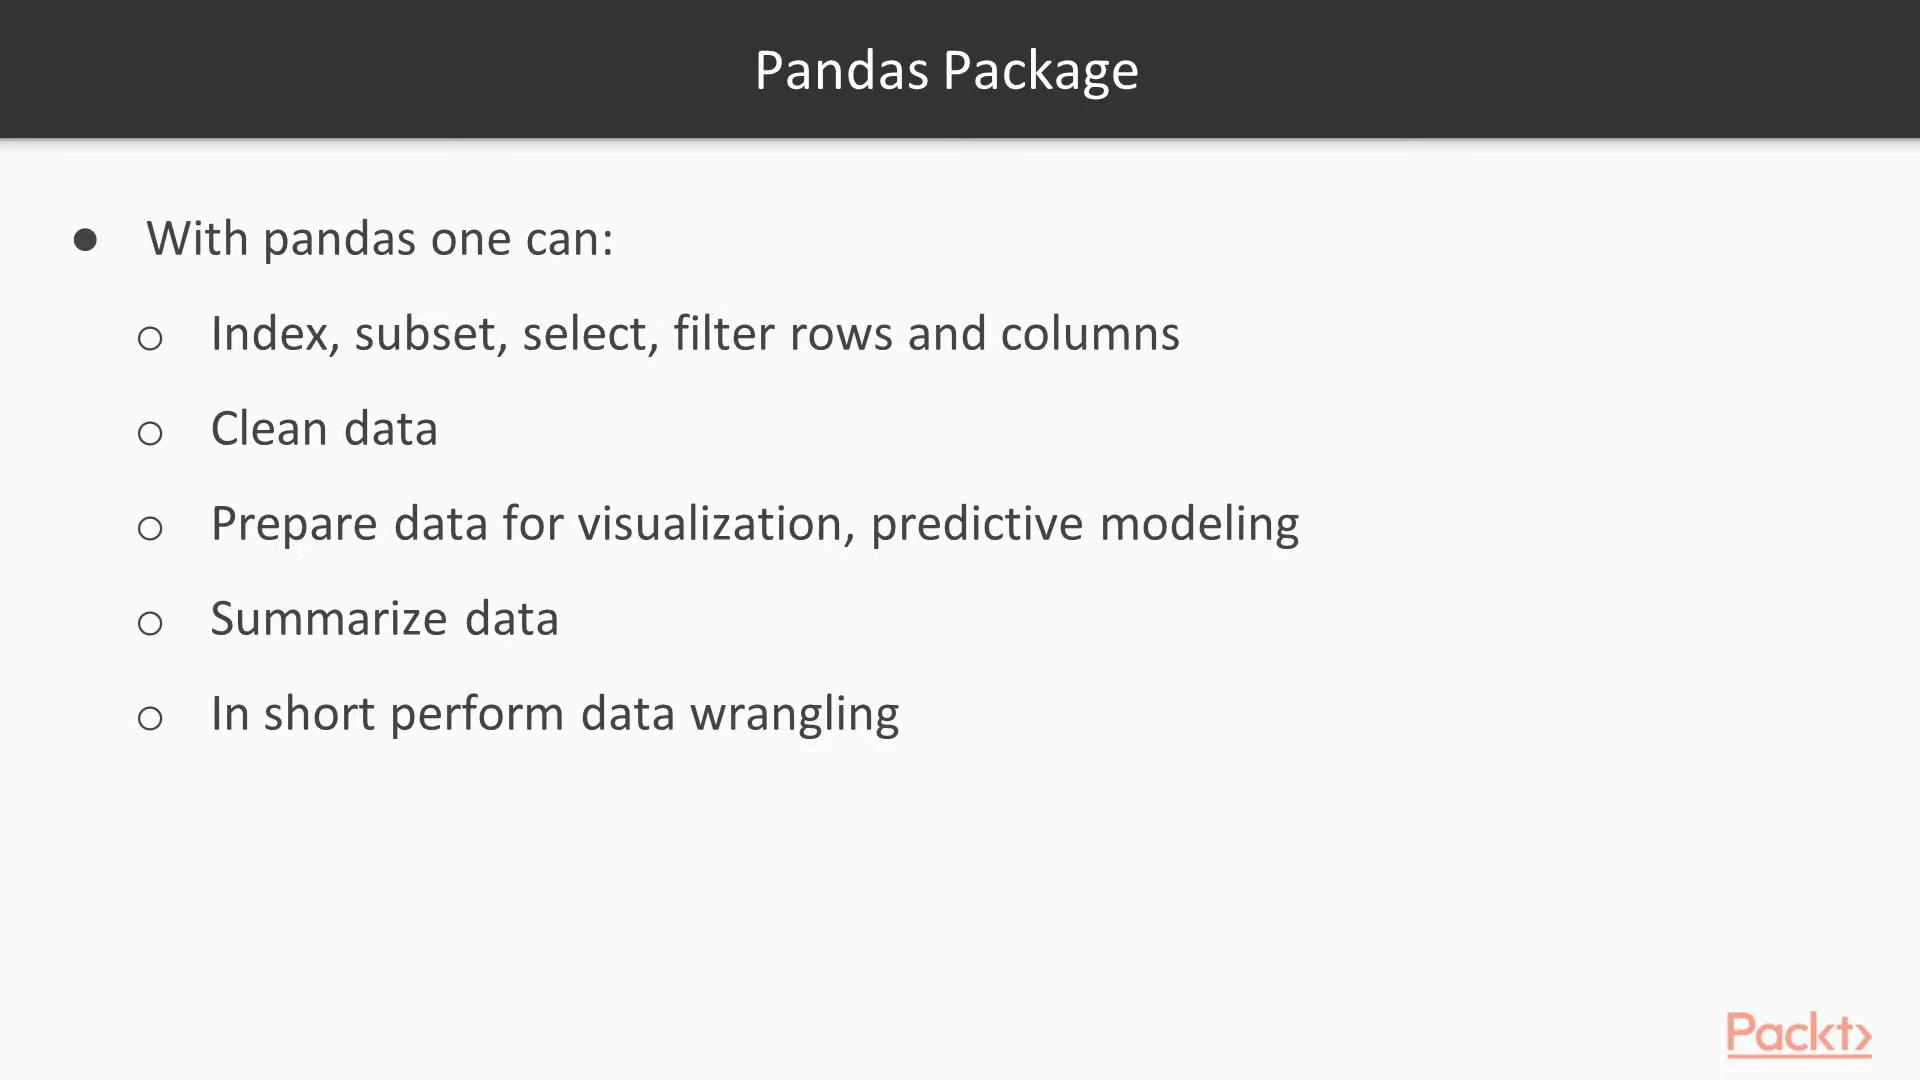 Pandas Package
● With pandas one can:
○ Index, subset, select, filter rows and columns
○ Clean data
○ Prepare data for visualization, predictive modeling
○ Summarize data
○ In short perform data wrangling
Packt>